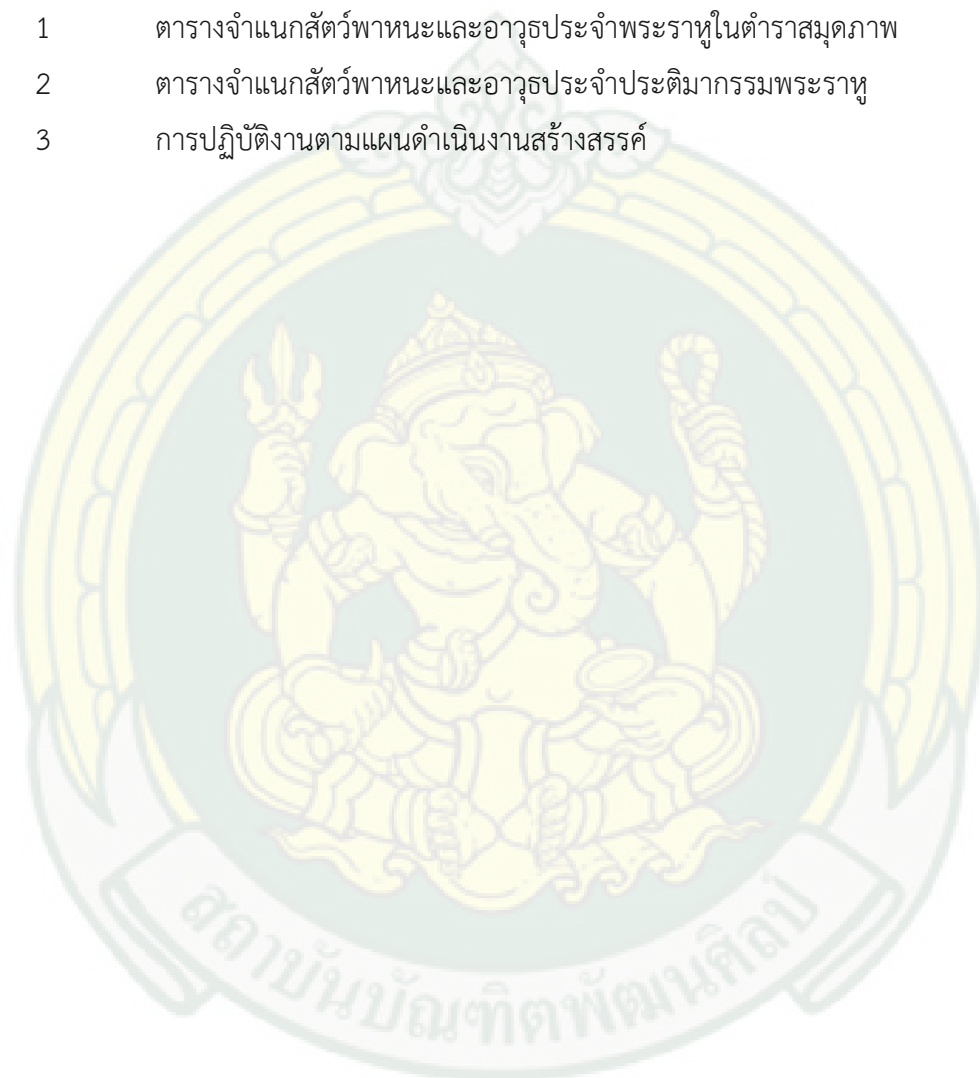 1 ตารางจำแนกสัตว์พาหนะและอาวุธประจำพระราหูในตำราสมุดภาพ
2 ตารางจำแนกสัตว์พาหนะและอาวุธประจำประติมากรรมพระราหู
3 การปฏิบัติงานตามแผนดำเนินงานสร้างสรรค์
สถาบันบัณฑิตพัฒนศิลป์